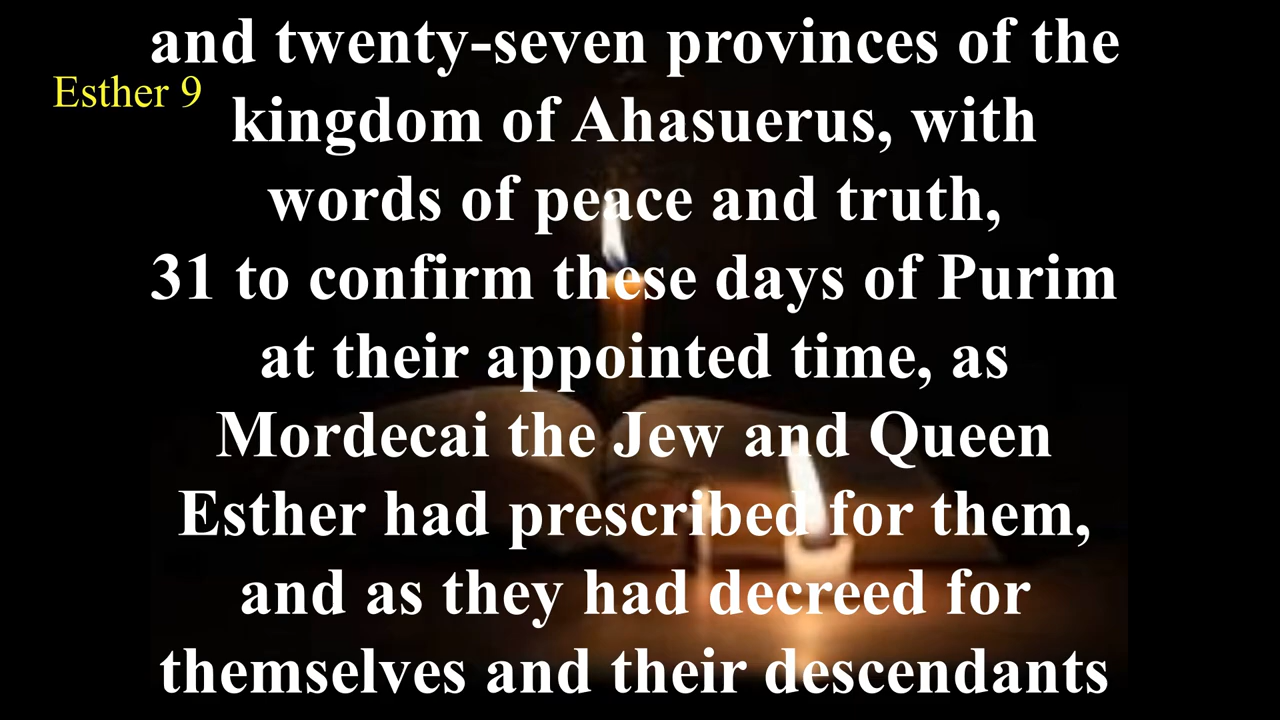 and twenty-seven provinces of the
Esther 9
kingdom of Ahasuerus, with
words of peace and truth,
31 to confirm these days of Purim
at their appointed time, as
Mordecai the Jew and Queen
Esther had prescribed for them,
and as they had decreed for
themselves and their descendants